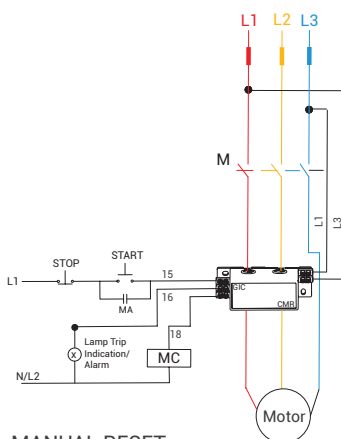 L1 L2 L3
M
L1
L3
STOP
START
L1
15
MA
16
GIC
CMR
Lamp Trip
Indication/
Alarm
X
18
MC
N/L2
Motor
MANUAL RESET